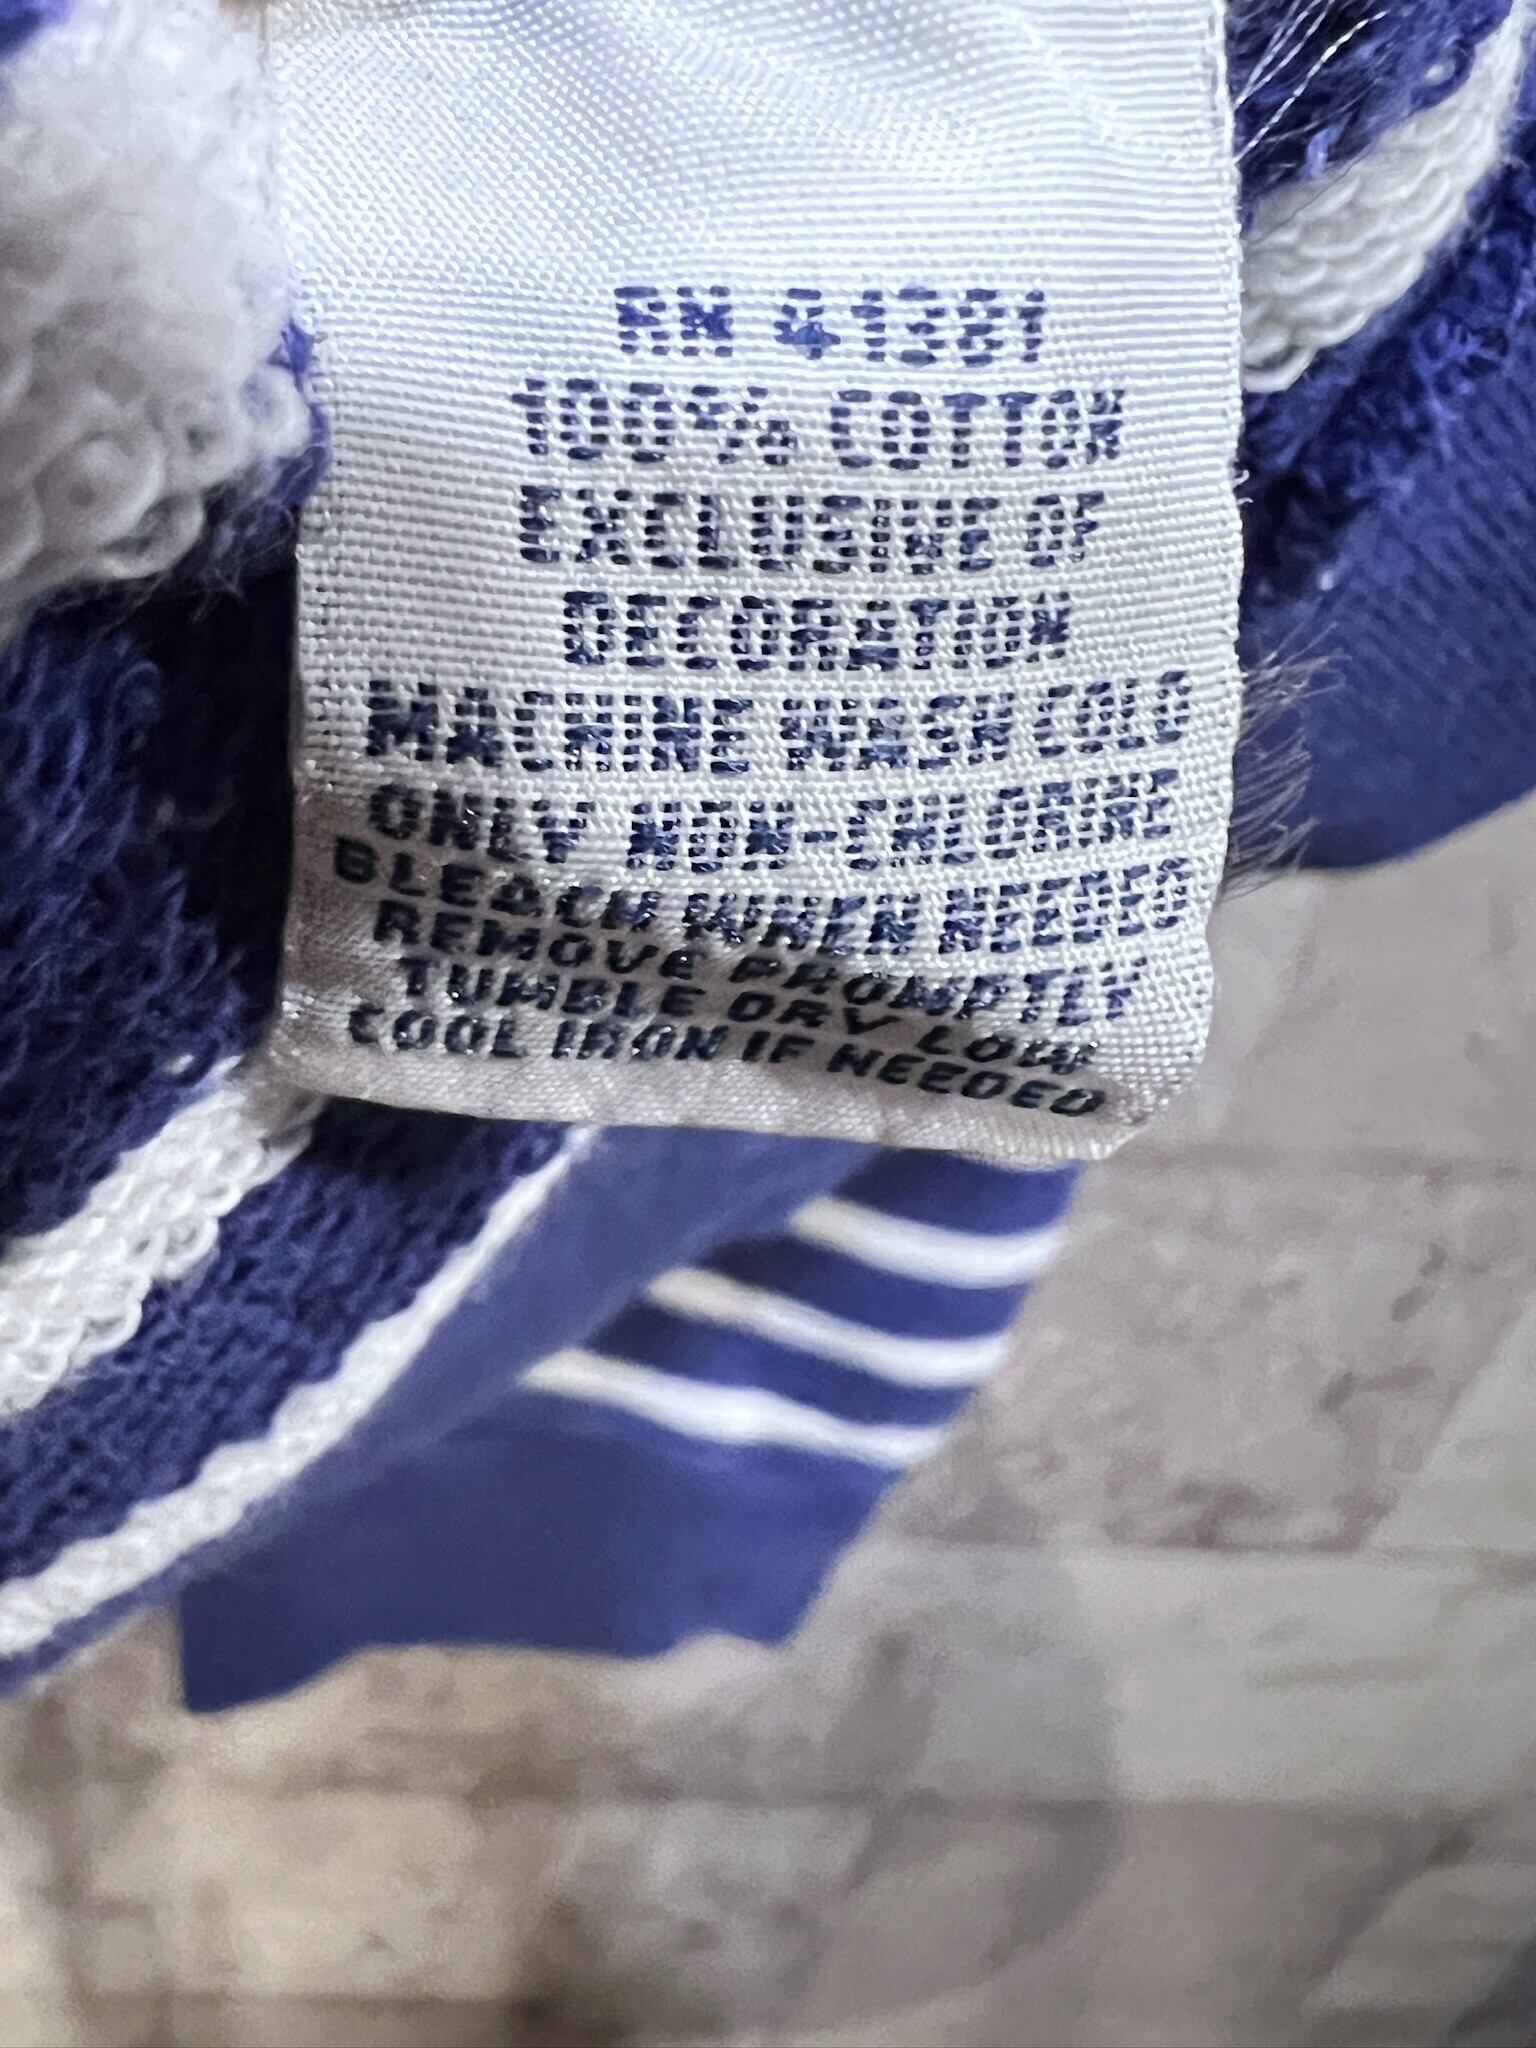 RN 41381
100% COTTON
EXCLUSIVE OF
DECORATION
MACHINE WASH COLD
ONLY NON-CHLORINE
BLEACH WHEN NEEDED
REMOVE PROMPTLY
TUMBLE DRY LOW
COOL IRON IF NEEDED